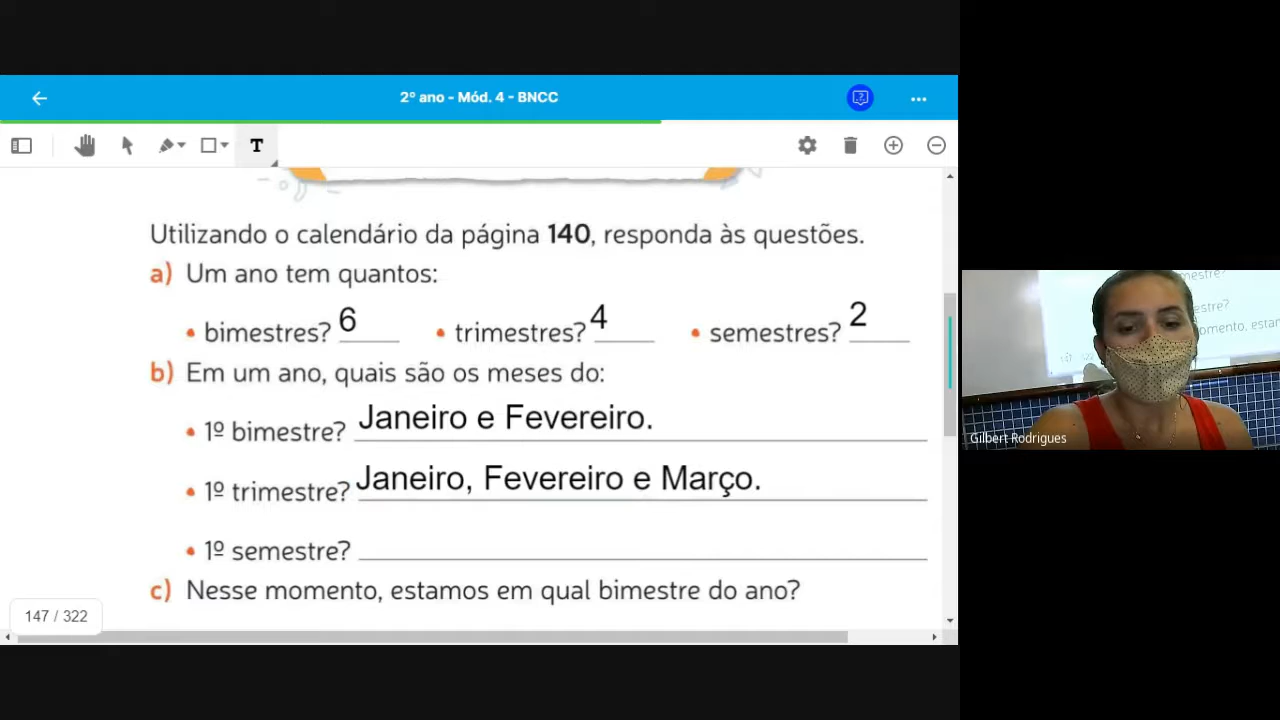 2º ano - Mód. 4 - BNCC
T
Utilizando o calendário da página 140, responda às questões.
a) Um ano tem quantos:
• bimestres? 6 • trimestres? 4 • semestres? 2
b) Em um ano, quais são os meses do:
• 1º bimestre? Janeiro e Fevereiro.
• 1º trimestre? Janeiro, Fevereiro e Março.
• 1º semestre?
c) Nesse momento, estamos em qual bimestre do ano?
147 / 322
Gilbert Rodrigues